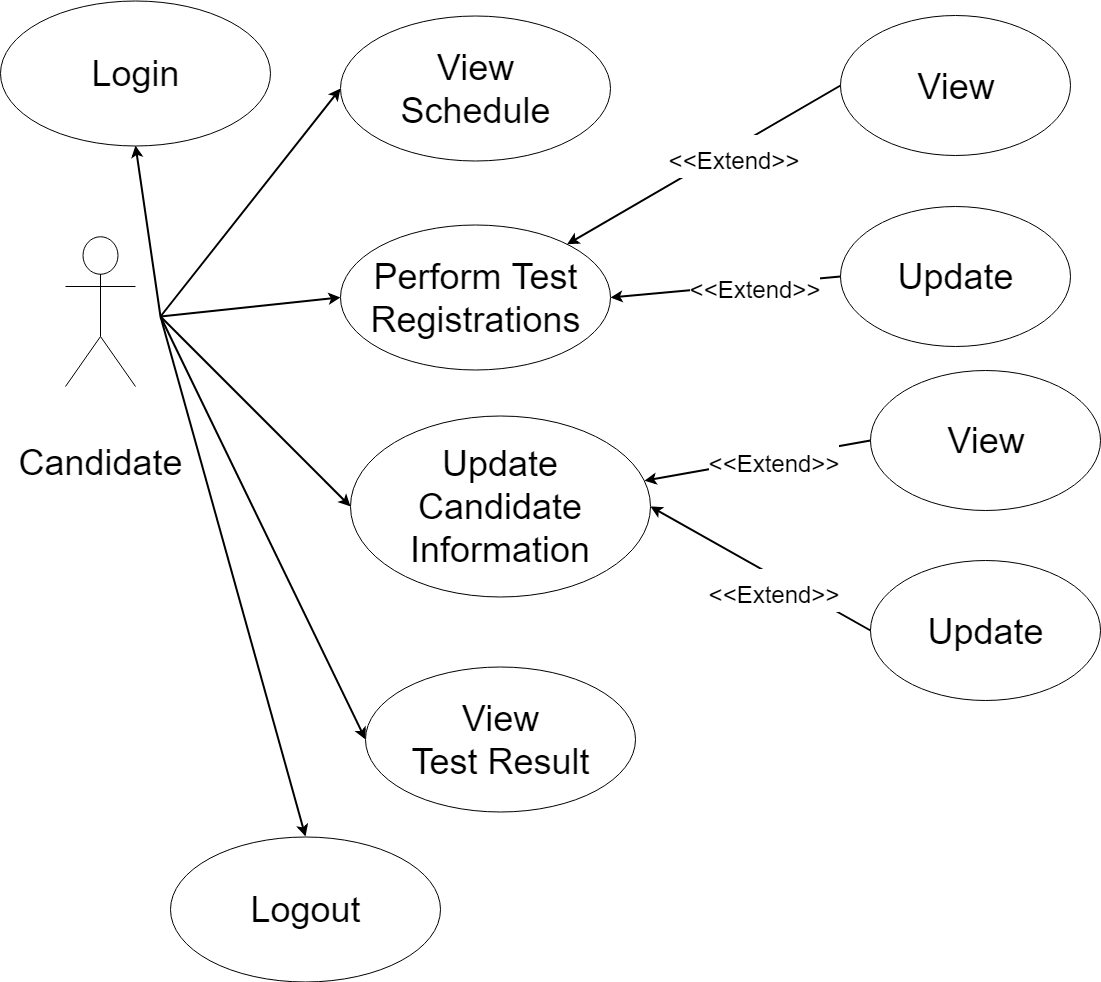 Login
View
Schedule
View
<<Extend>>
Perform Test
Registrations
<<Extend>>
Update
Candidate
Update
Candidate
Information
<<Extend>>
View
<<Extend>>
Update
View
Test Result
Logout